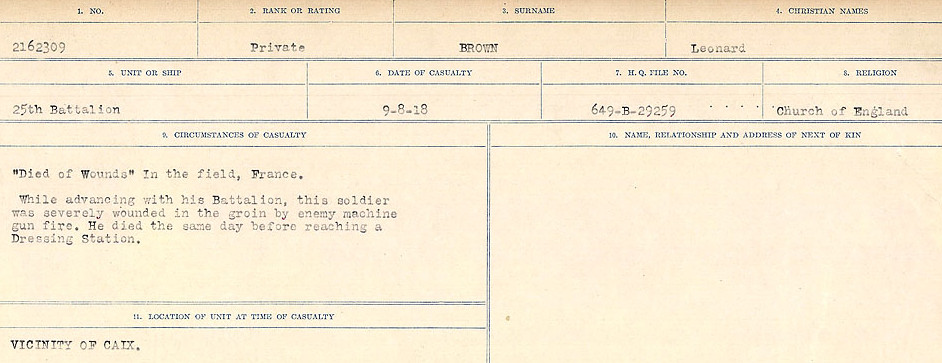 1. NO.
2. RANK OR RATING
3. SURNAME
4. CHRISTIAN NAMES
2162309
Private
BROWN
Leonard
5. UNIT OR SHIP
6. DATE OF CASUALTY
7. H. Q. FILE NO.
8. RELIGION
25th Battalion
9-8-18
649-B-29259
Church of England
9. CIRCUMSTANCES OF CASUALTY
"Died of Wounds" In the field, France.
While advancing with his Battalion, this soldier
was severely wounded in the groin by enemy machine
gun fire. He died the same day before reaching a
Dressing Station.
10. NAME, RELATIONSHIP AND ADDRESS OF NEXT OF KIN
11. LOCATION OF UNIT AT TIME OF CASUALTY
VICINITY OF CAIX.